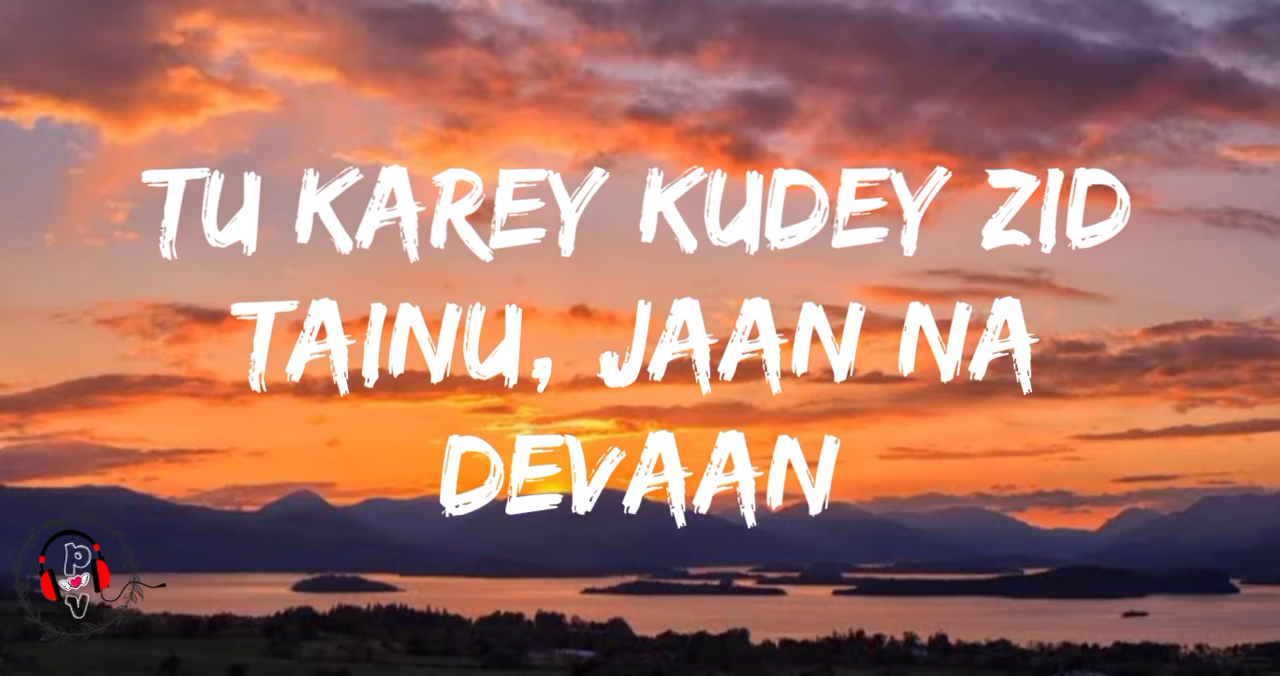 TU KAREY KUDEY ZID
TAINU, JAAN NA
DEVAAN
p
v